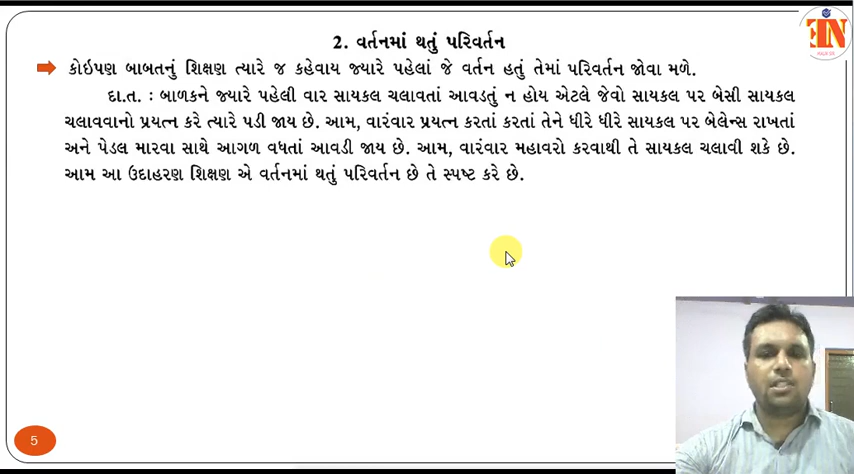 2. વર્તનમાં થતું પરિવર્તન
કોઇપણ બાબતનું શિક્ષણ ત્યારે જ કહેવાય જ્યારે પહેલાં જે વર્તન હતું તેમાં પરિવર્તન જોવા મળે.
દા.ત. : બાળકને જ્યારે પહેલી વાર સાયકલ ચલાવતાં આવડતું ન હોય એટલે જેવો સાયકલ પર બેસી સાયકલ
ચલાવવાનો પ્રયત્ન કરે ત્યારે પડી જાય છે. આમ, વારંવાર પ્રયત્ન કરતાં કરતાં તેને ધીરે ધીરે સાયકલ પર બેલેન્સ રાખતાં
અને પેડલ મારવા સાથે આગળ વધતાં આવડી જાય છે. આમ, વારંવાર મહાવરો કરવાથી તે સાયકલ ચલાવી શકે છે.
આમ આ ઉદાહરણ શિક્ષણ એ વર્તનમાં થતું પરિવર્તન છે તે સ્પષ્ટ કરે છે.
5